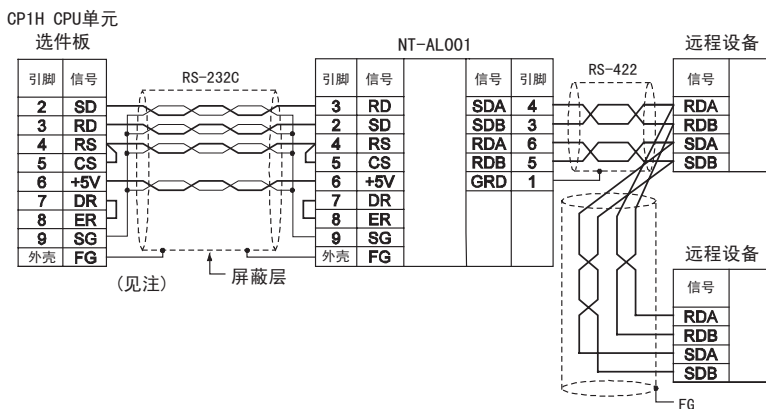 CP1H CPU单元
选件板
引脚 信号
2 SD
3 RD
4 RS
5 CS
6 +5V
7 DR
8 ER
9 SG
外壳 FG
RS-232C
(见注)
屏蔽层
NT-AL001
引脚 信号 信号 引脚
3 RD SDA 4
2 SD SDB 3
4 RS RDA 6
5 CS RDB 5
6 +5V GRD 1
7 DR
8 ER
9 SG
外壳 FG
RS-422
远程设备
信号
RDA
RDB
SDA
SDB
远程设备
信号
RDA
RDB
SDA
SDB
FG